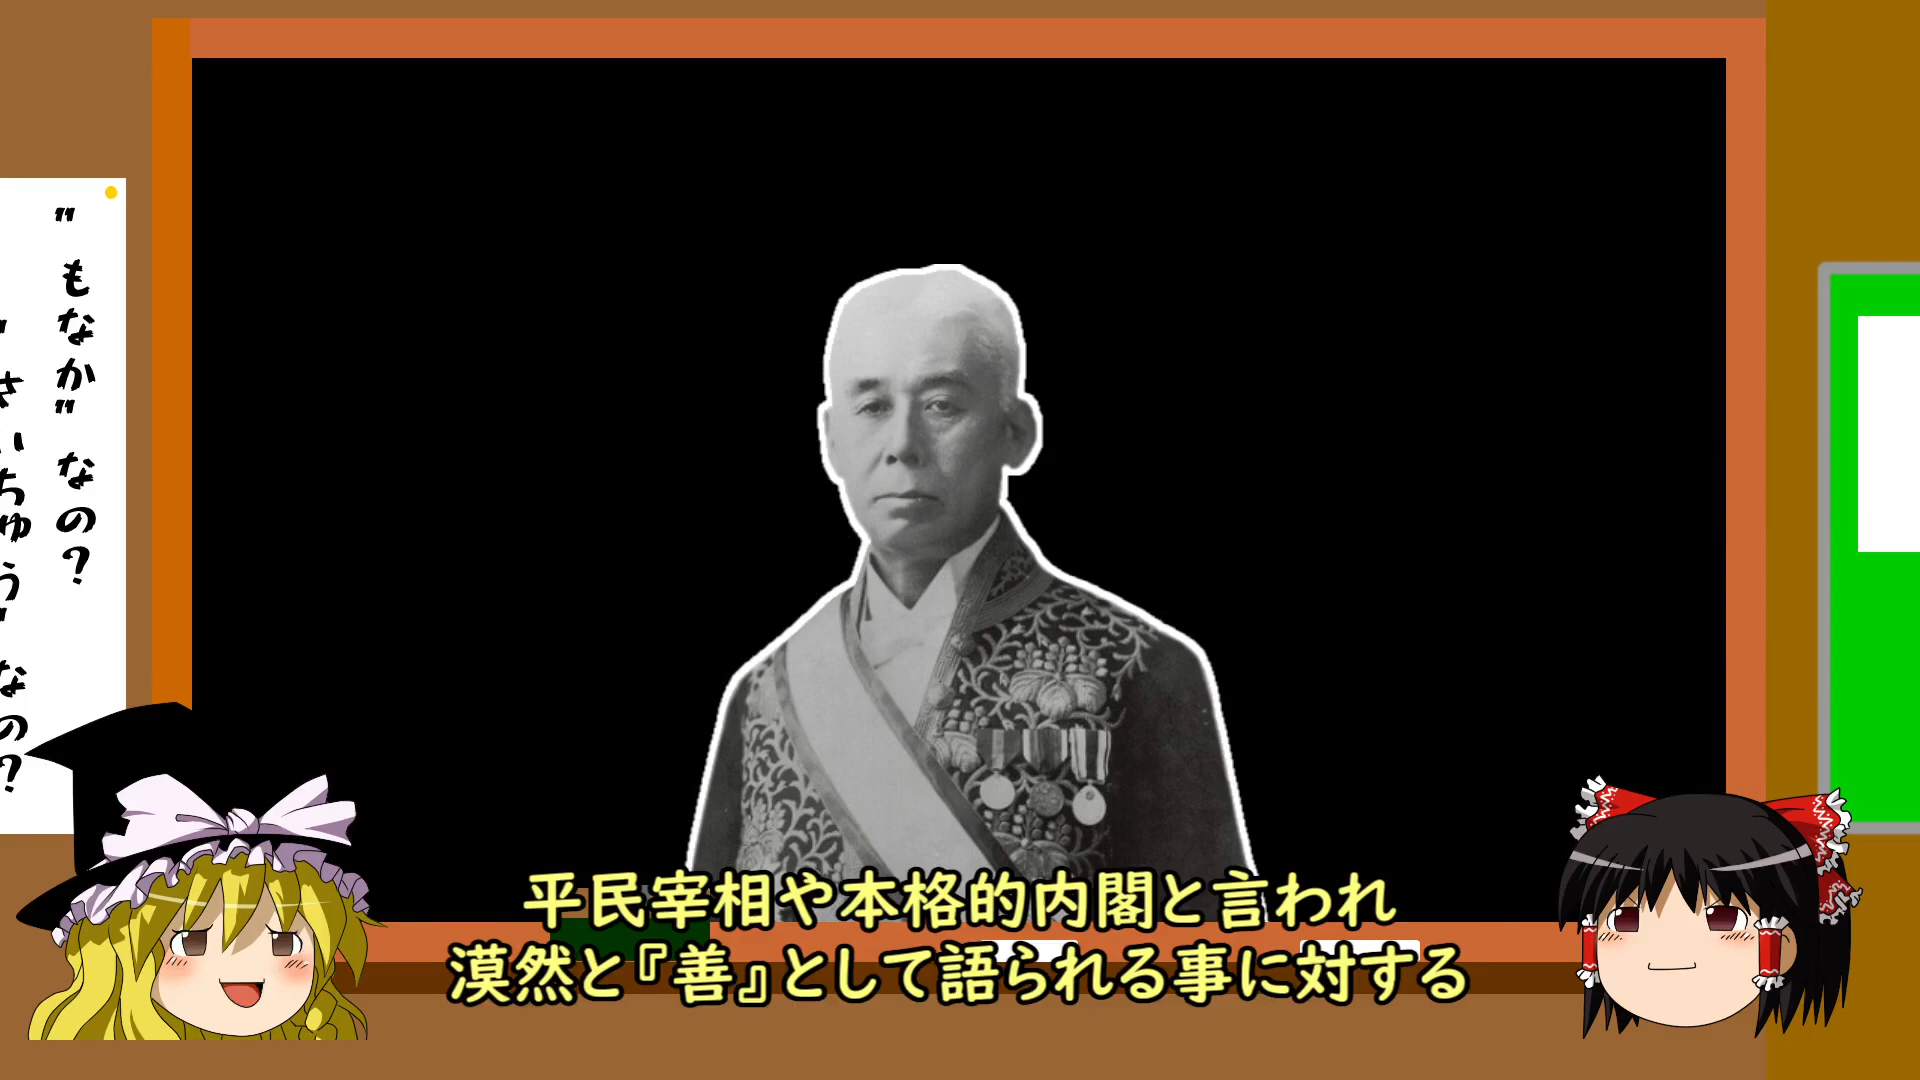 "もなか"なの?
"さいちゅう"なの?
平民宰相や本格的内閣と言われ
漠然と『善』として語られる事に対する